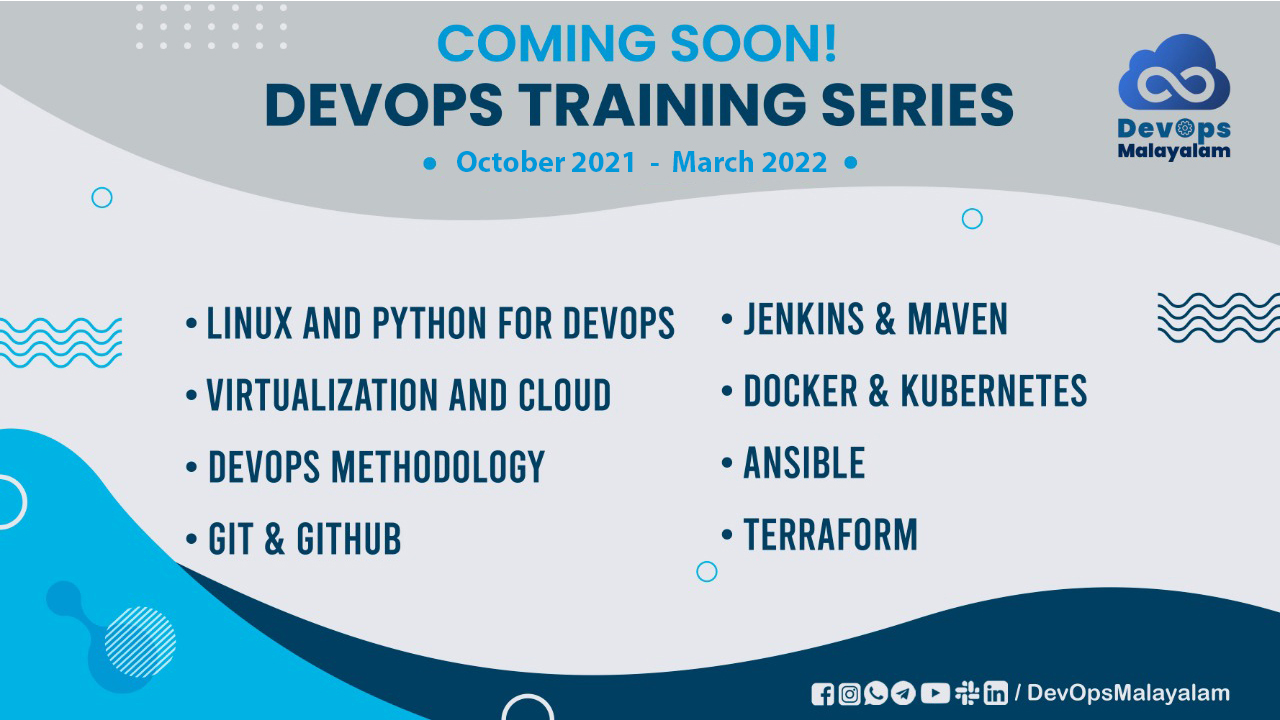 COMING SOON!
DEVOPS TRAINING SERIES
• October 2021 - March 2022 •
DevOps
Malayalam
• LINUX AND PYTHON FOR DEVOPS
• VIRTUALIZATION AND CLOUD
• DEVOPS METHODOLOGY
• GIT & GITHUB
• JENKINS & MAVEN
• DOCKER & KUBERNETES
• ANSIBLE
• TERRAFORM
/ DevOpsMalayalam